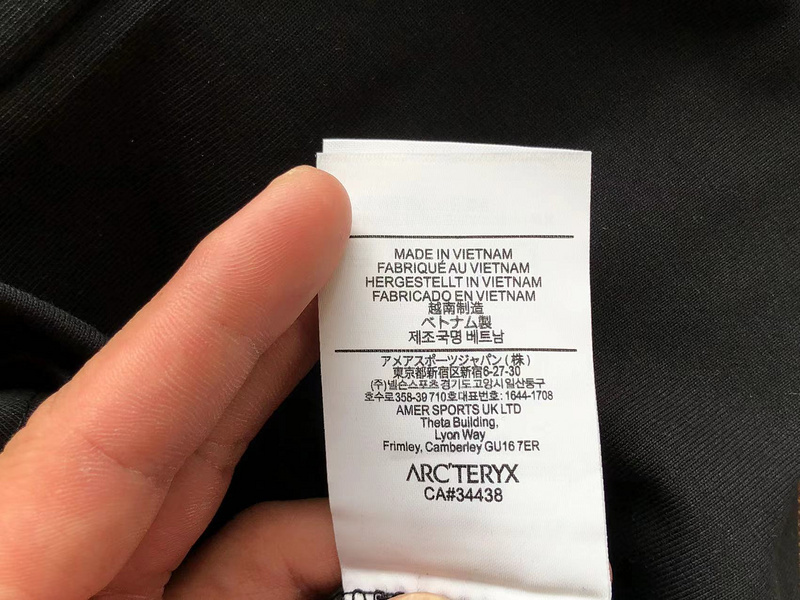 MADE IN VIETNAM
FABRIQUÉ AU VIETNAM
HERGESTELLT IN VIETNAM
FABRICADO EN VIETNAM
越南制造
ベトナム製
제조국명 베트남
アメアスポーツジャパン(株)
東京都新宿区新宿6-27-30
(주)넬슨스포츠 경기도 고양시 일산동구
호수로 358-39 710호 대표번호: 1644-1708
AMER SPORTS UK LTD
Theta Building,
Lyon Way
Frimley, Camberley GU16 7ER
ARC'TERYX
CA#34438